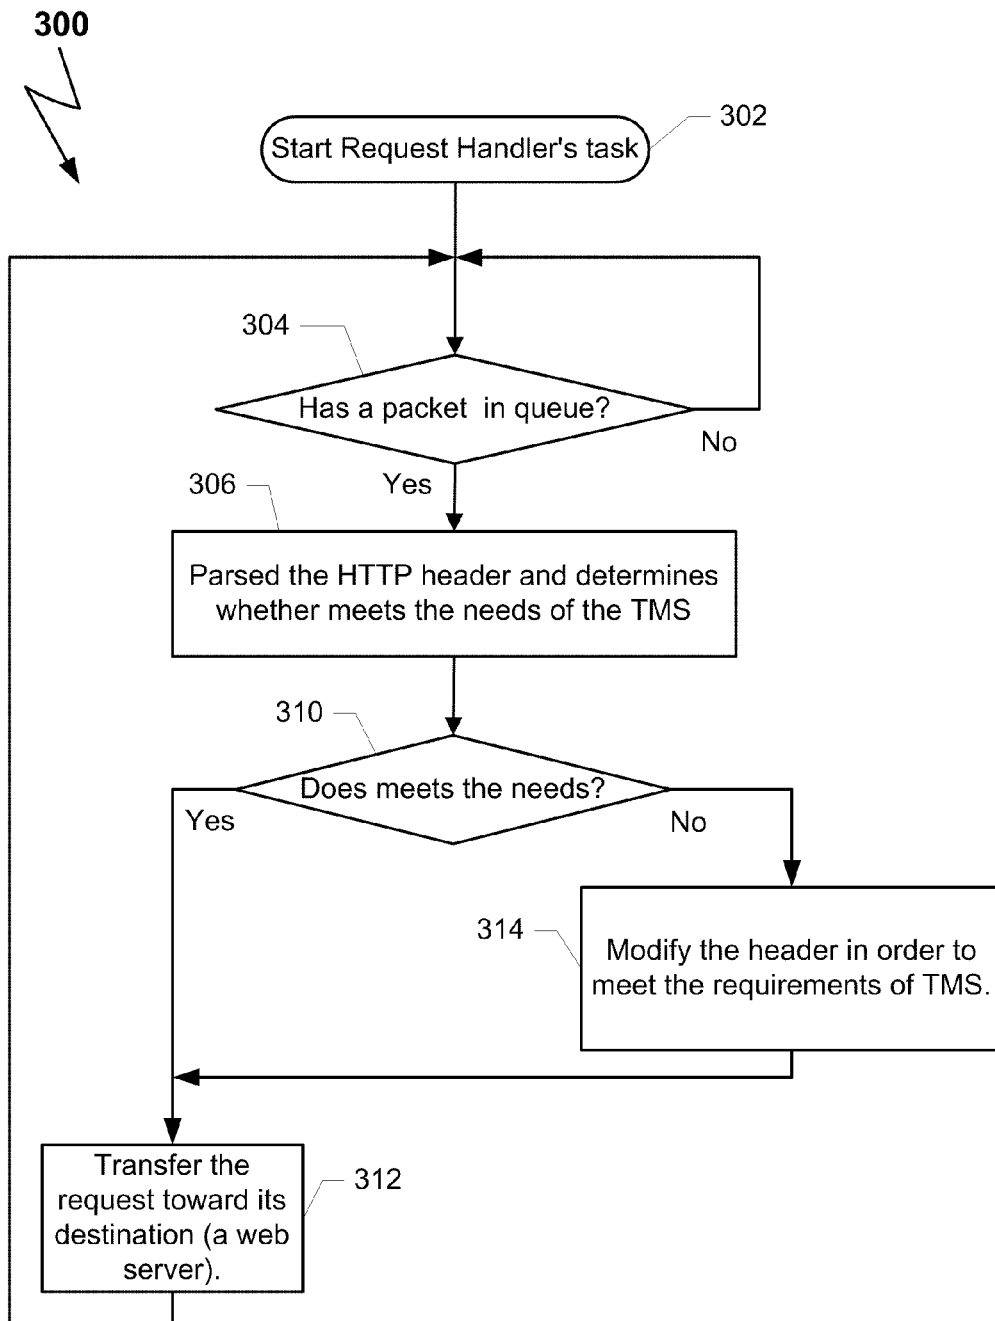 300
302
Start Request Handler's task
304
Has a packet in queue?
No
Yes
306
Parsed the HTTP header and determines
whether meets the needs of the TMS
310
Does meets the needs?
Yes
No
314
Modify the header in order to
meet the requirements of TMS.
Transfer the
request toward its
destination (a web
server).
312